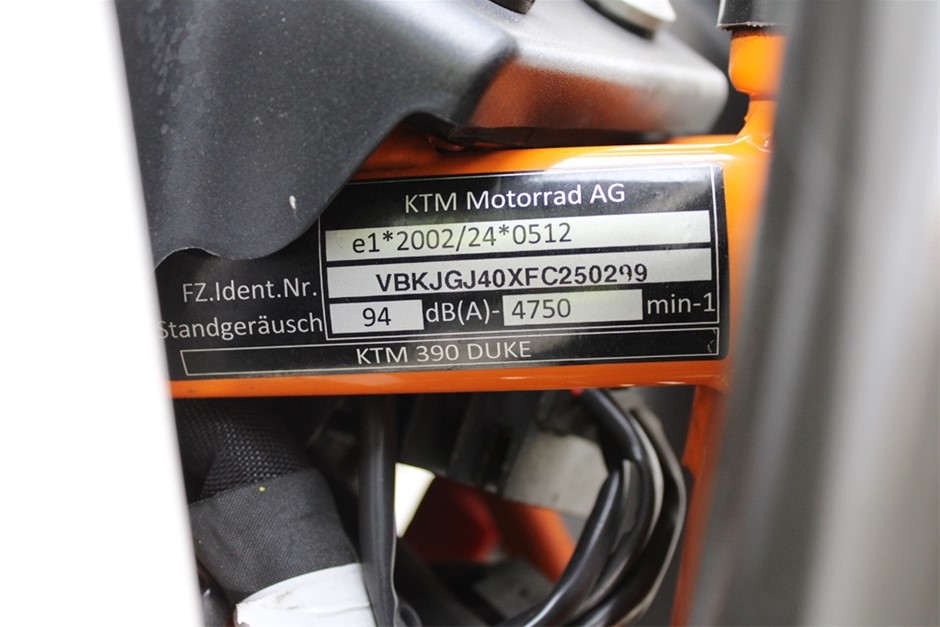 KTM Motorrad AG
e1*2002/24*0512
FZ.Ident.Nr. VBKJGJ40XFC250299
Standgeräusch 94 dB(A)- 4750 min-1
KTM 390 DUKE